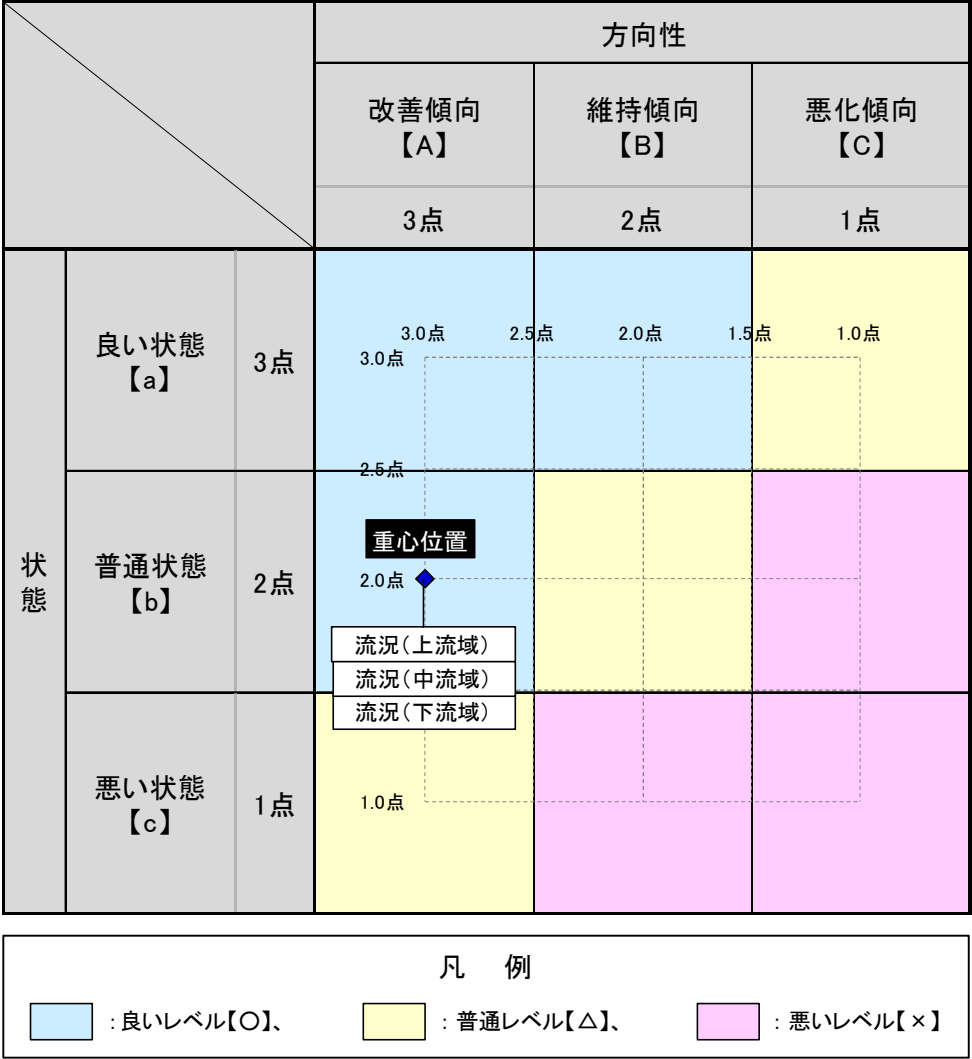 方向性
改善傾向
【A】
維持傾向
【B】
悪化傾向
【C】
3点
2点
1点
状態
良い状態
【a】
3点
普通状態
【b】
2点
悪い状態
【c】
1点
3.0点
2.5点
2.0点
1.5点
1.0点
3.0点
2.5点
重心位置
2.0点
流況(上流域)
流況(中流域)
流況(下流域)
1.0点
凡 例
:良いレベル【〇】、
:普通レベル【△】、
:悪いレベル【×】